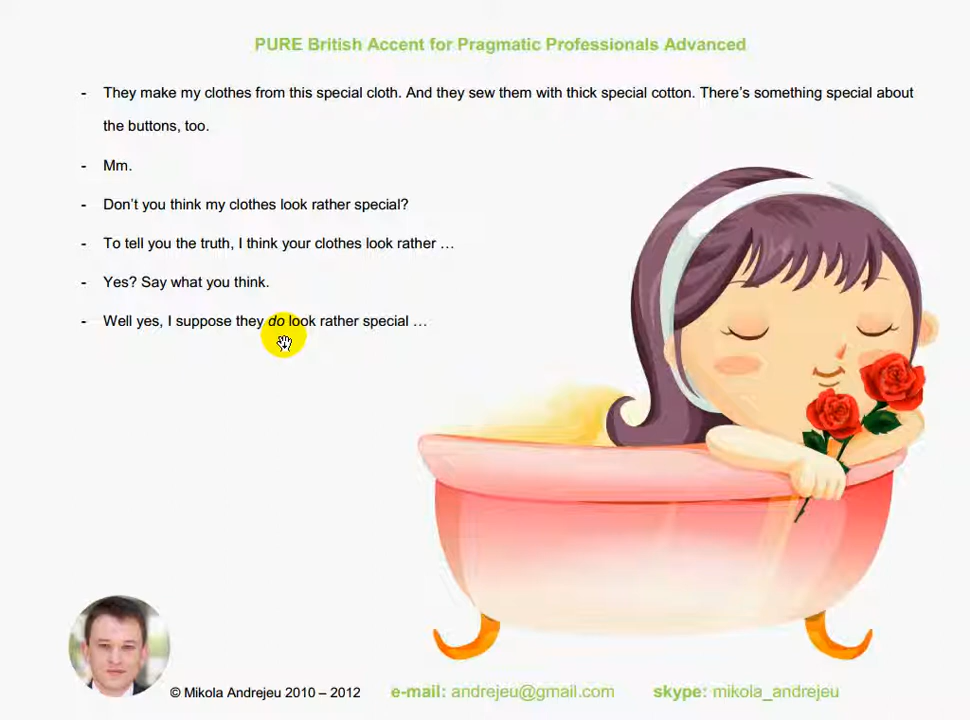 PURE British Accent for Pragmatic Professionals Advanced
- They make my clothes from this special cloth. And they sew them with thick special cotton. There's something special about
the buttons, too.
- Mm.
- Don't you think my clothes look rather special?
- To tell you the truth, I think your clothes look rather …
- Yes? Say what you think.
- Well yes, I suppose they do look rather special …
© Mikola Andrejeu 2010 – 2012 e-mail: andrejeu@gmail.com skype: mikola_andrejeu